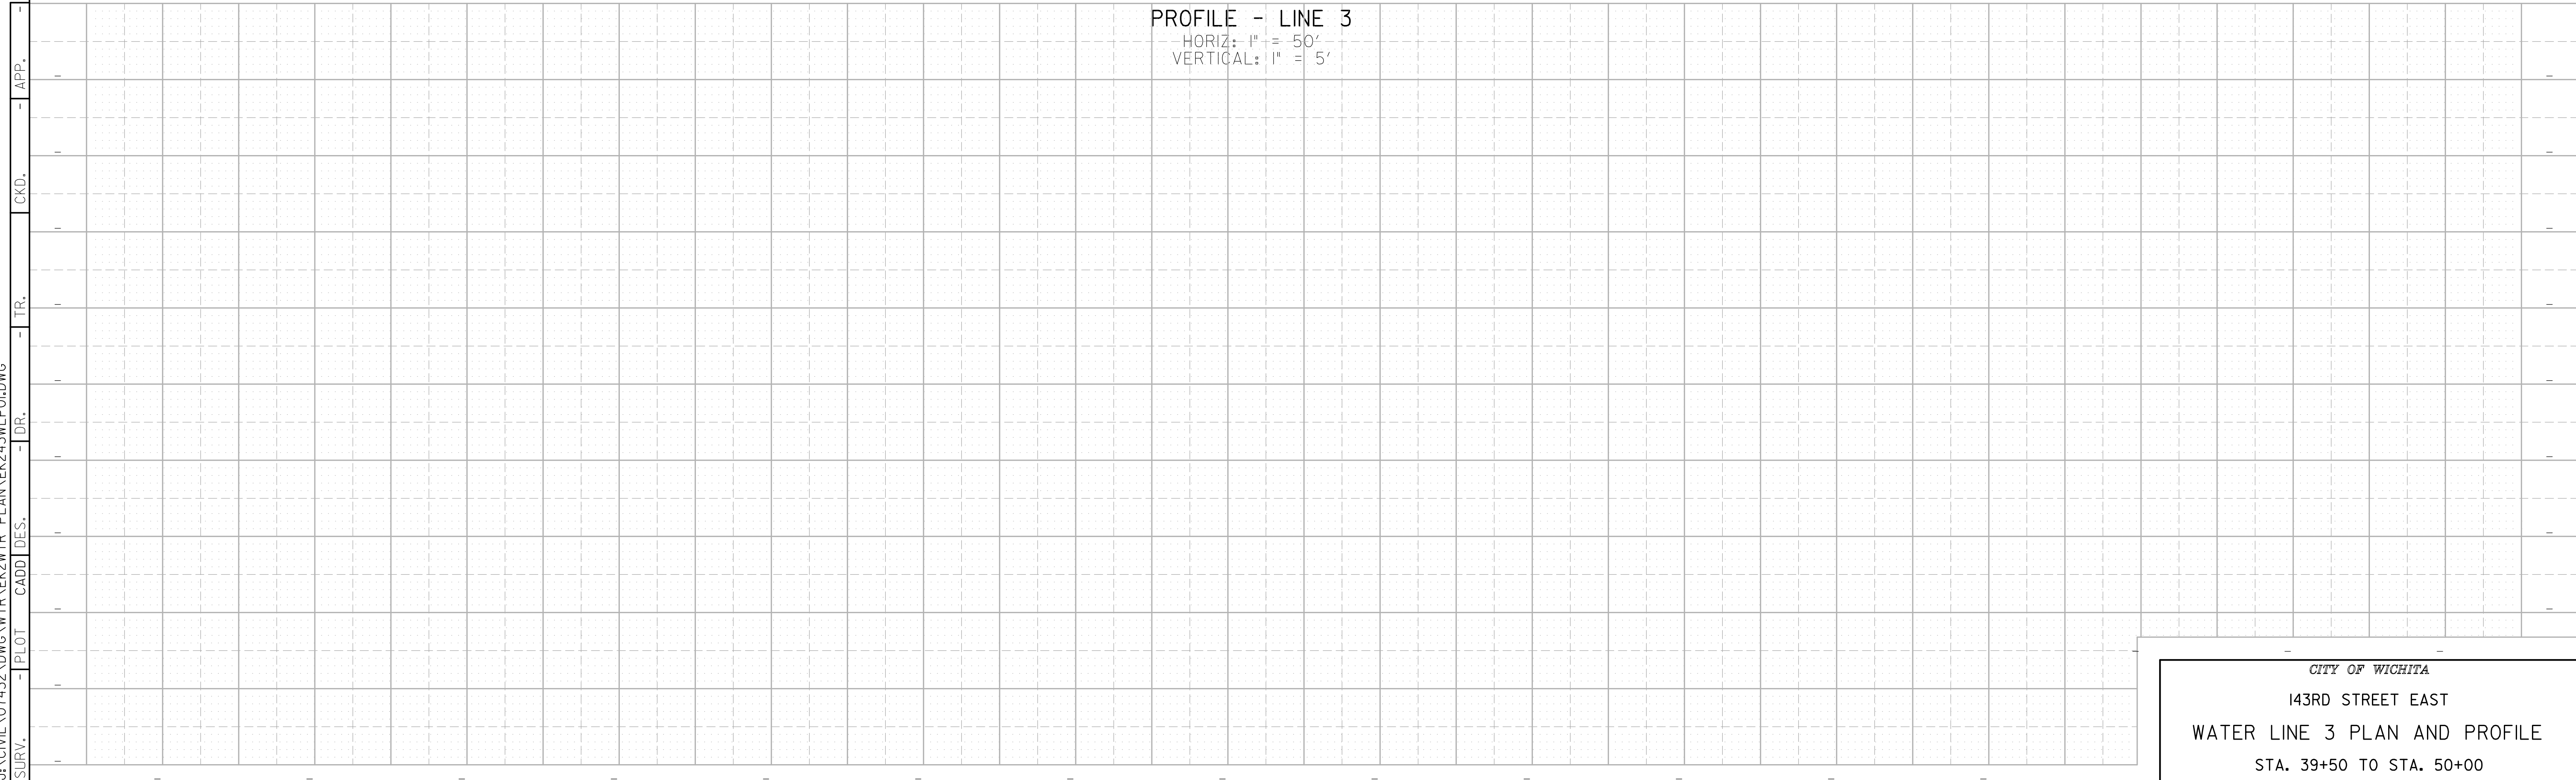 PROFILE - LINE 3
HORIZ: 1" = 50'
VERTICAL: 1" = 5'
APP. -
CKD. -
TR.
DR. -
DES. -
CADD
PLOT
SURV. -
CITY OF WICHITA
143RD STREET EAST
WATER LINE 3 PLAN AND PROFILE
STA. 39+50 TO STA. 50+00